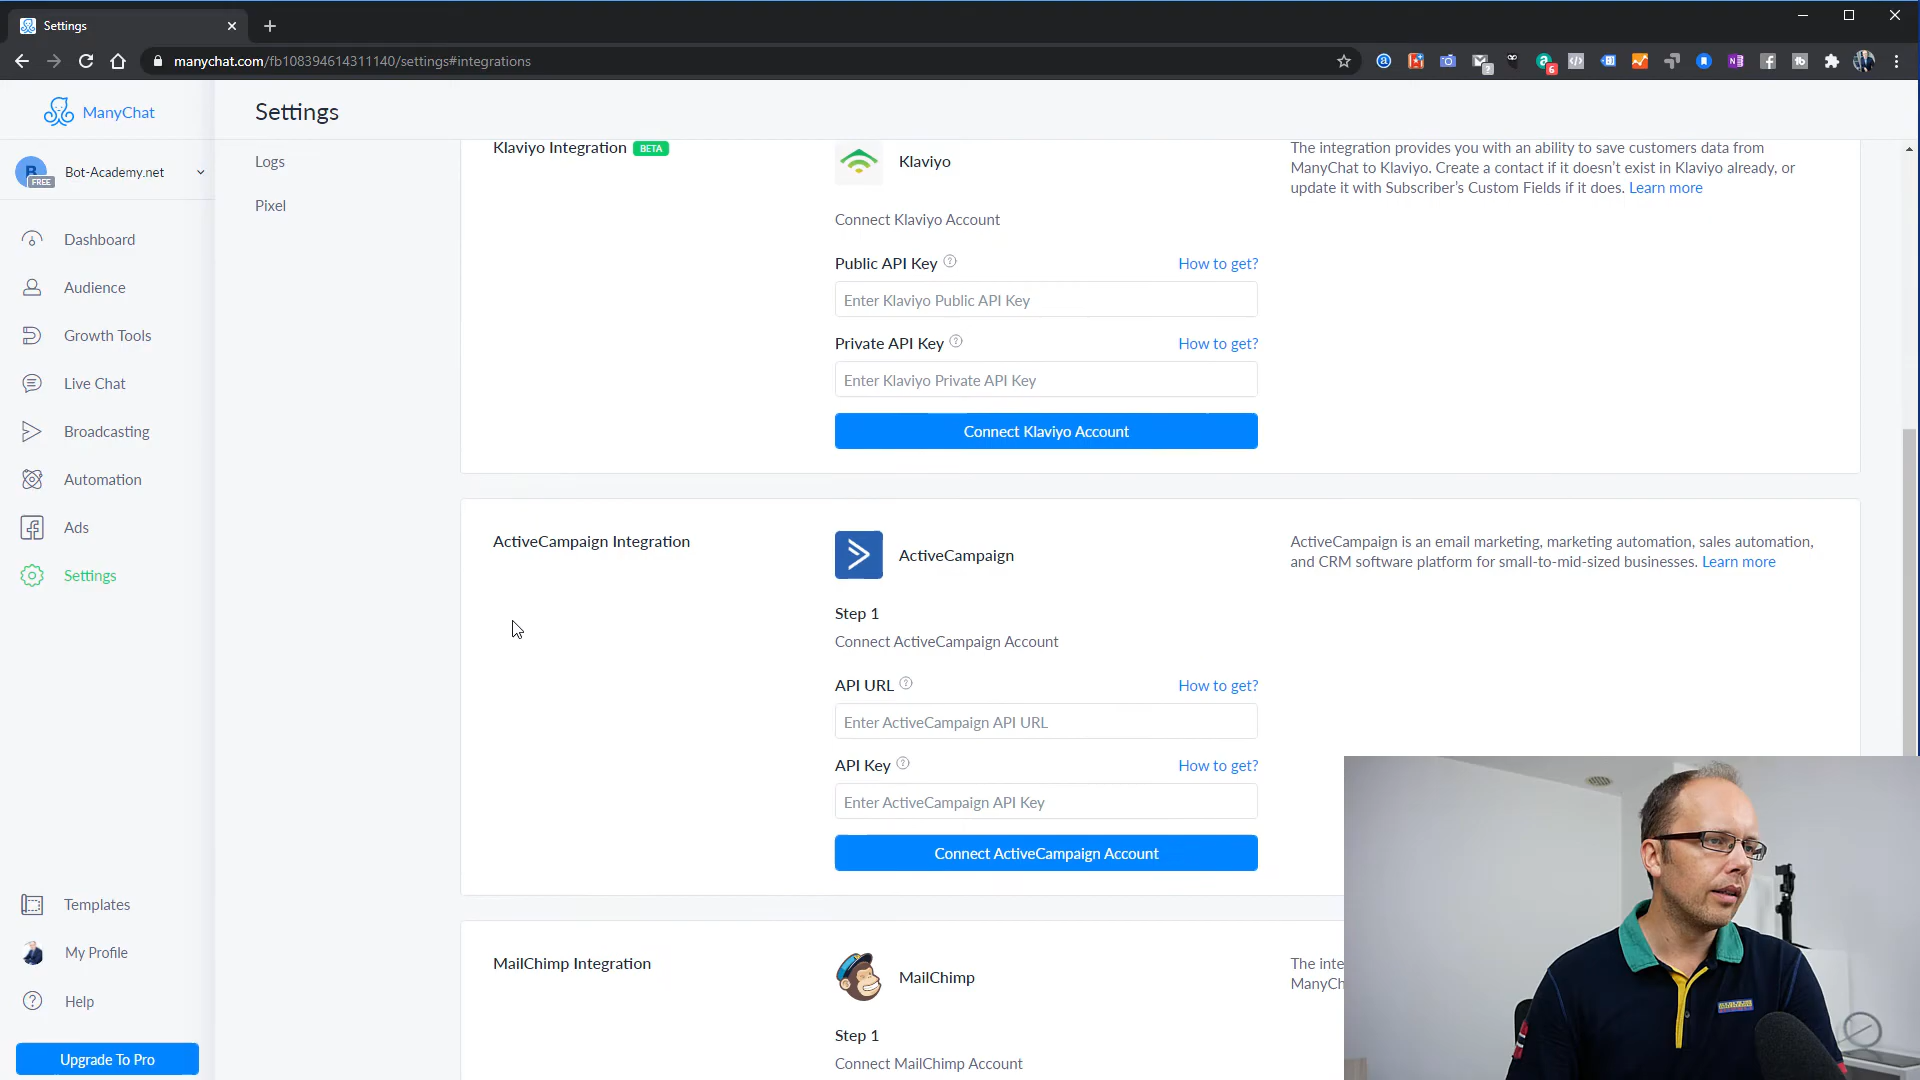 Settings
manychat.com/fb108394614311140/settings#integrations
ManyChat
Settings
B
FREE
Bot-Academy.net
Dashboard
Audience
Growth Tools
Live Chat
Broadcasting
Automation
Ads
Settings
Templates
My Profile
Help
Upgrade To Pro
Logs
Pixel
Klaviyo Integration BETA
Klaviyo
Connect Klaviyo Account
Public API Key ? How to get?
Enter Klaviyo Public API Key
Private API Key ? How to get?
Enter Klaviyo Private API Key
Connect Klaviyo Account
The integration provides you with an ability to save customers data from
ManyChat to Klaviyo. Create a contact if it doesn’t exist in Klaviyo already, or
update it with Subscriber’s Custom Fields if it does. Learn more
ActiveCampaign Integration
ActiveCampaign
Step 1
Connect ActiveCampaign Account
API URL ? How to get?
Enter ActiveCampaign API URL
API Key ? How to get?
Enter ActiveCampaign API Key
Connect ActiveCampaign Account
ActiveCampaign is an email marketing, marketing automation, sales automation,
and CRM software platform for small-to-mid-sized businesses. Learn more
MailChimp Integration
MailChimp
Step 1
Connect MailChimp Account
The inte
ManyCh